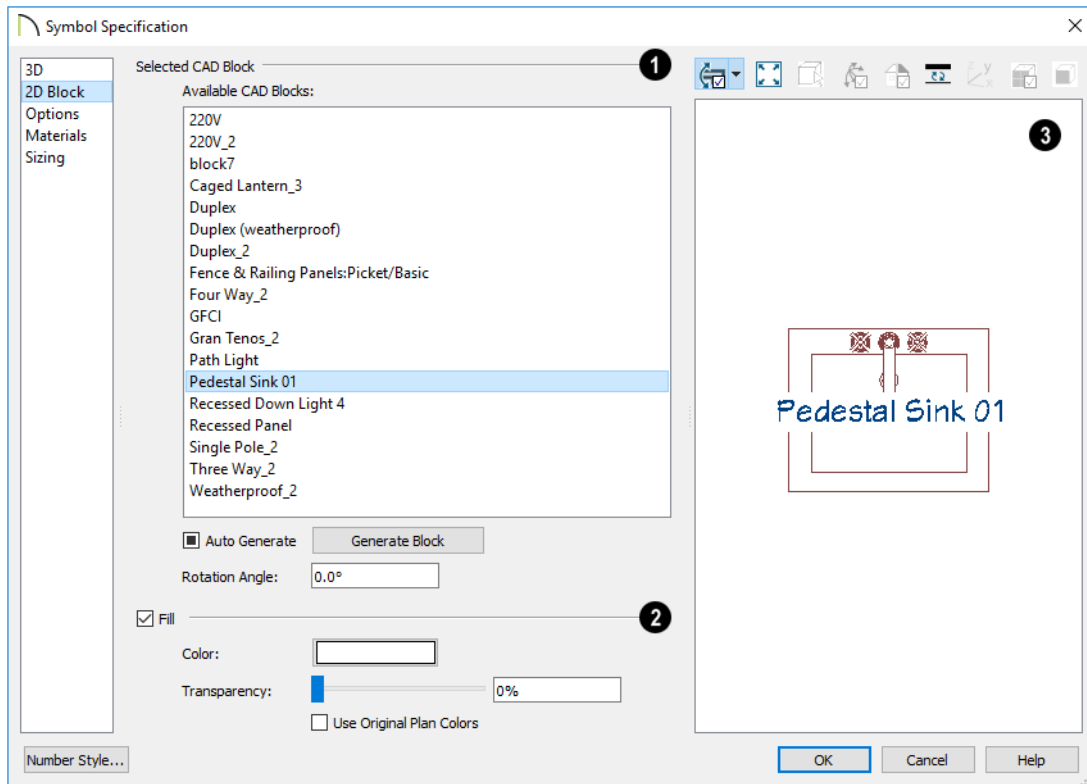 Symbol Specification
3D
2D Block
Options
Materials
Sizing
Selected CAD Block
1
Available CAD Blocks:
220V
220V_2
block7
Caged Lantern_3
Duplex
Duplex (weatherproof)
Duplex_2
Fence & Railing Panels:Picket/Basic
Four Way_2
GFCI
Gran Tenos_2
Path Light
Pedestal Sink 01
Recessed Down Light 4
Recessed Panel
Single Pole_2
Three Way_2
Weatherproof_2
Auto Generate
Generate Block
Rotation Angle:
0.0°
Fill
2
Color:
Transparency:
0%
Use Original Plan Colors
3
Pedestal Sink 01
Number Style...
OK
Cancel
Help